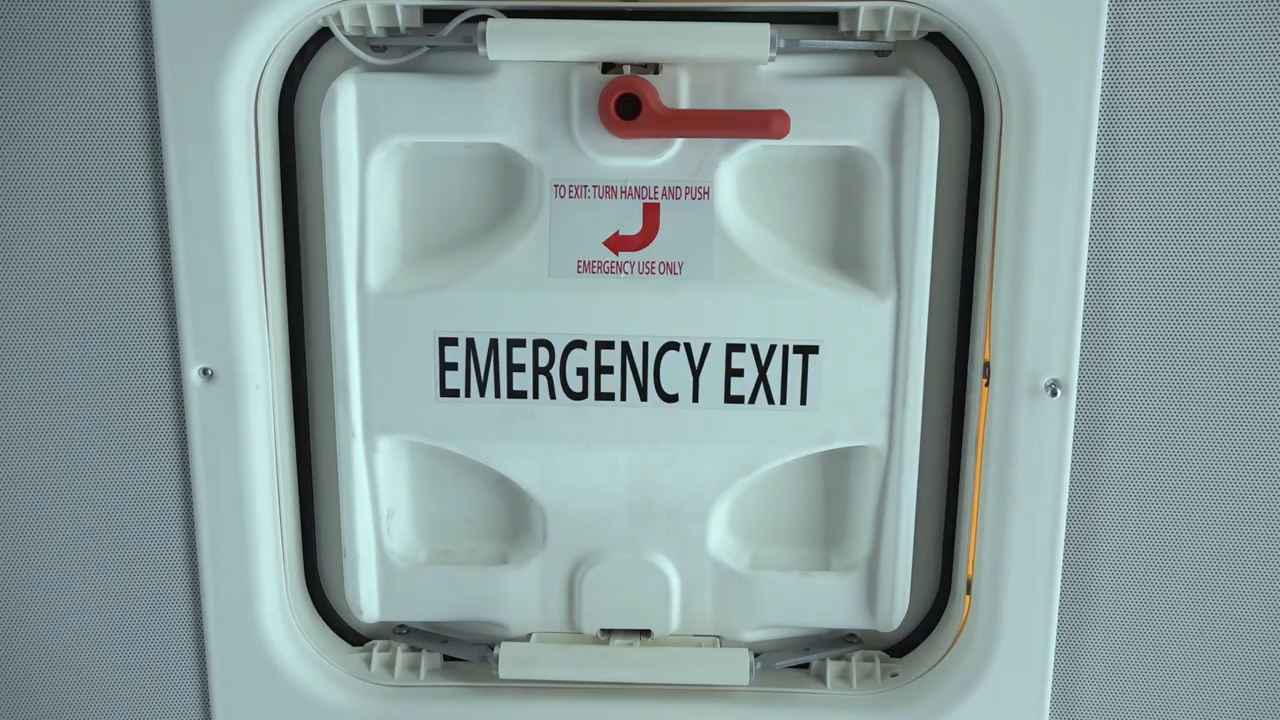 TO EXIT: TURN HANDLE AND PUSH
EMERGENCY USE ONLY
EMERGENCY EXIT